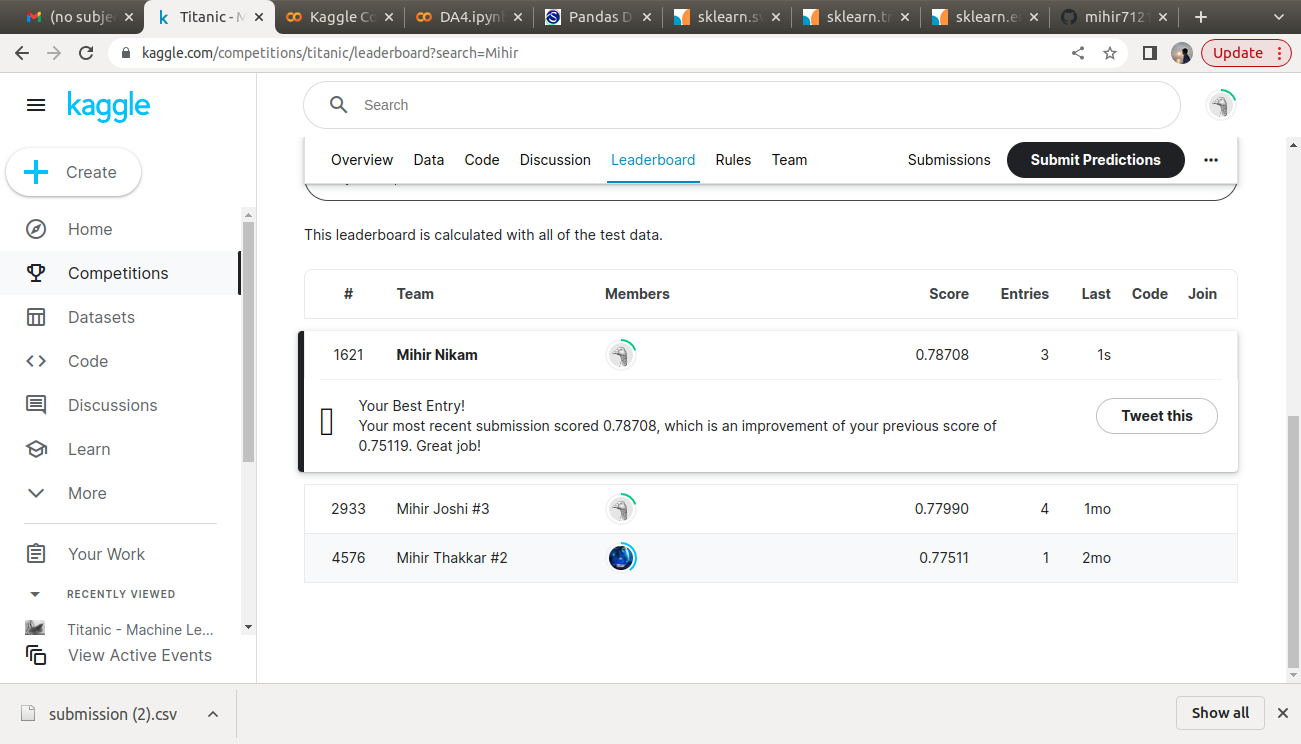 (no subje
Titanic - M
Kaggle Co
DA4.ipyn
Pandas D
sklearn.sv
sklearn.tr
sklearn.e
mihir712
kaggle.com/competitions/titanic/leaderboard?search=Mihir
Update
kaggle
Search
Create
Overview
Data
Code
Discussion
Leaderboard
Rules
Team
Submissions
Submit Predictions
Home
Competitions
Datasets
Code
Discussions
Learn
More
Your Work
RECENTLY VIEWED
Titanic - Machine Le...
View Active Events
This leaderboard is calculated with all of the test data.
# Team Members Score Entries Last Code Join
1621 Mihir Nikam 0.78708 3 1s
Your Best Entry!
Your most recent submission scored 0.78708, which is an improvement of your previous score of
0.75119. Great job!
Tweet this
2933 Mihir Joshi #3 0.77990 4 1mo
4576 Mihir Thakkar #2 0.77511 1 2mo
submission (2).csv
Show all